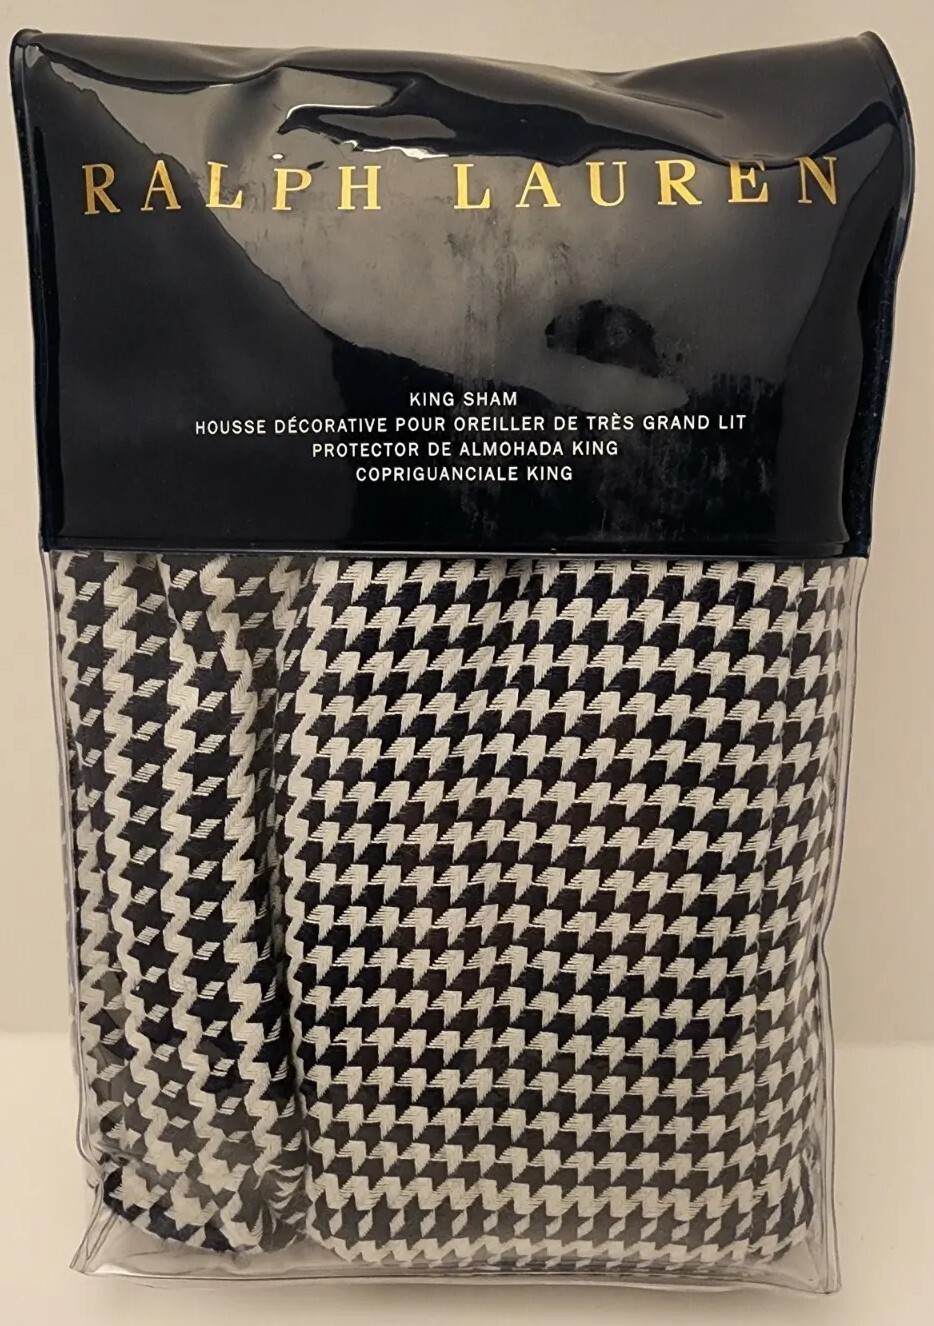 RALPH LAUREN
KING SHAM
HOUSSE DÉCORATIVE POUR OREILLER DE TRÈS GRAND LIT
PROTECTOR DE ALMOHADA KING
COPRIGUANCIALE KING